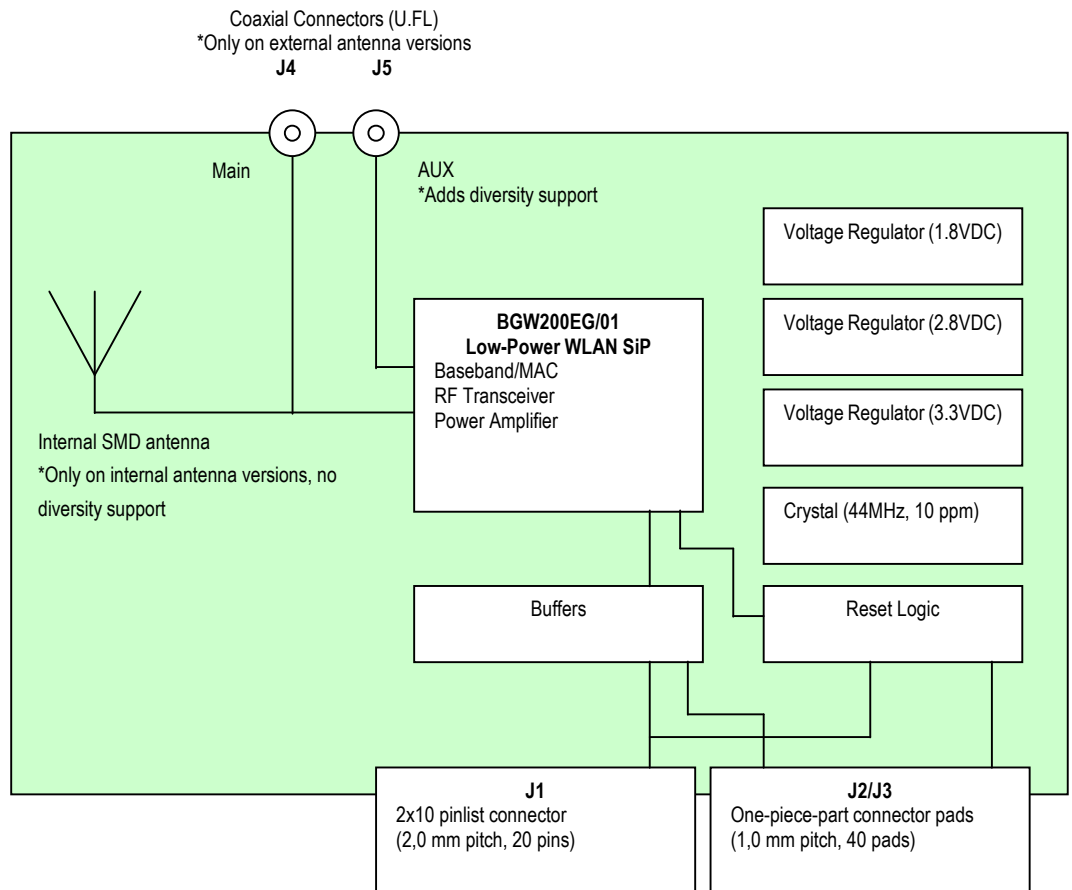 Coaxial Connectors (U.FL)
*Only on external antenna versions
J4 J5
Main
AUX
*Adds diversity support
Voltage Regulator (1.8VDC)
BGW200EG/01
Low-Power WLAN SiP
Baseband/MAC
RF Transceiver
Power Amplifier
Voltage Regulator (2.8VDC)
Voltage Regulator (3.3VDC)
Internal SMD antenna
*Only on internal antenna versions, no
diversity support
Crystal (44MHz, 10 ppm)
Buffers
Reset Logic
J1
2x10 pinlist connector
(2,0 mm pitch, 20 pins)
J2/J3
One-piece-part connector pads
(1,0 mm pitch, 40 pads)